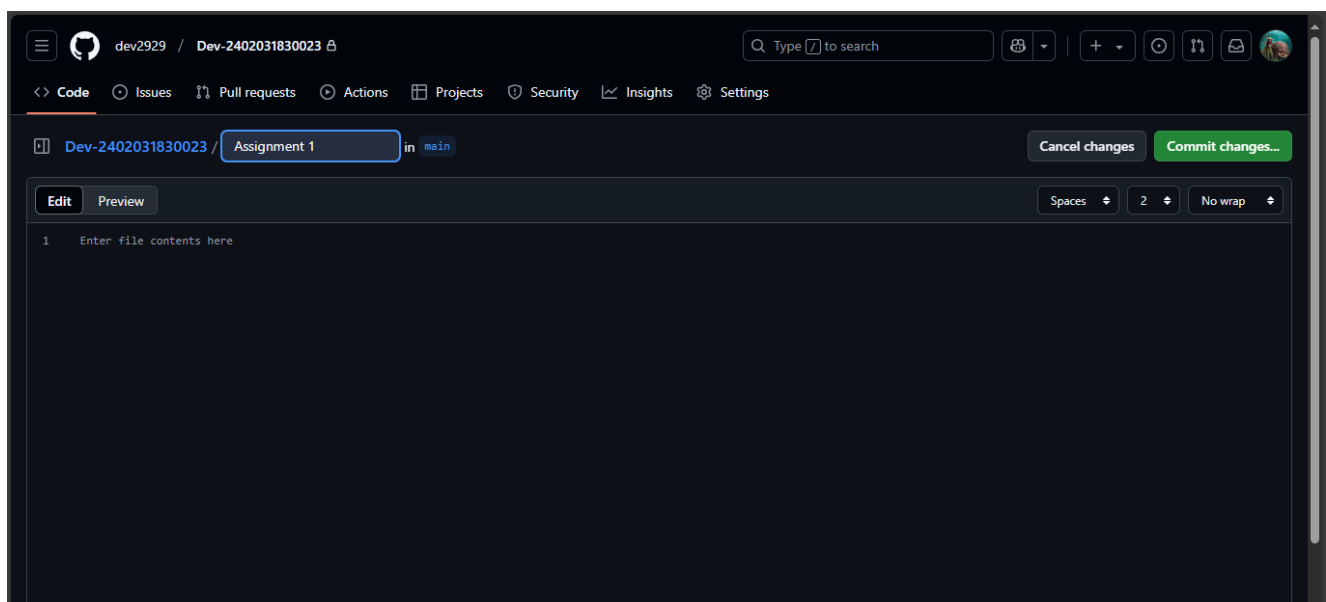 dev2929 / Dev-2402031830023 Type / to search
<> Code Issues Pull requests Actions Projects Security Insights Settings
Dev-2402031830023 / Assignment 1 in main Cancel changes Commit changes...
Edit Preview Spaces 2 No wrap
1 Enter file contents here